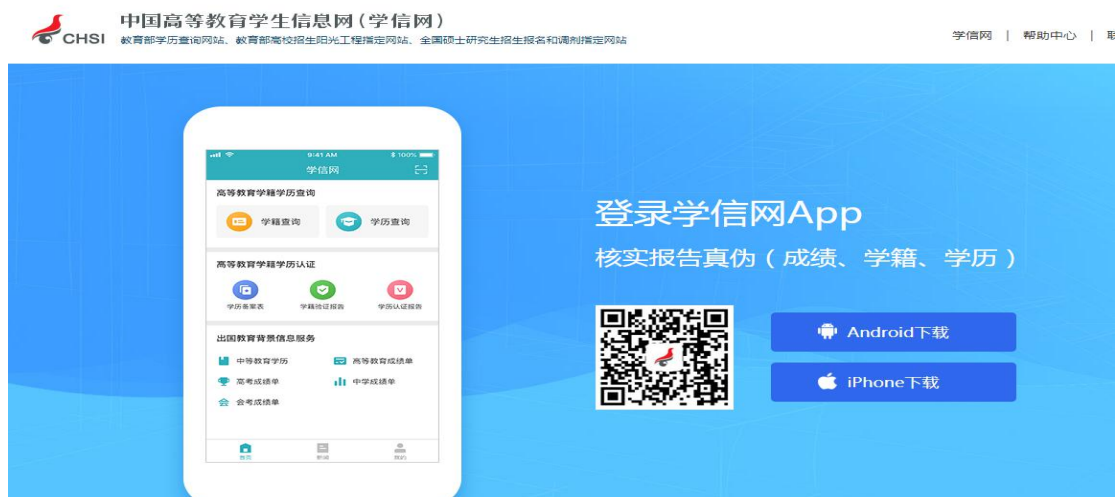 中国高等教育学生信息网(学信网)
CHSI
教育部学历查询网站、教育部高校招生阳光工程指定网站、全国硕士研究生招生报名和调剂指定网站
学信网 | 帮助中心 | 联
9:41 AM 100%
学信网
高等教育学籍学历查询
学籍查询 学历查询
高等教育学籍学历认证
学历备案表 学籍验证报告 学历认证报告
出国教育背景信息服务
中等教育学历 高等教育成绩单
高考成绩单 中学成绩单
会考成绩单
首页 新闻 我的
登录学信网App
核实报告真伪(成绩、学籍、学历)
Android下载
iPhone下载